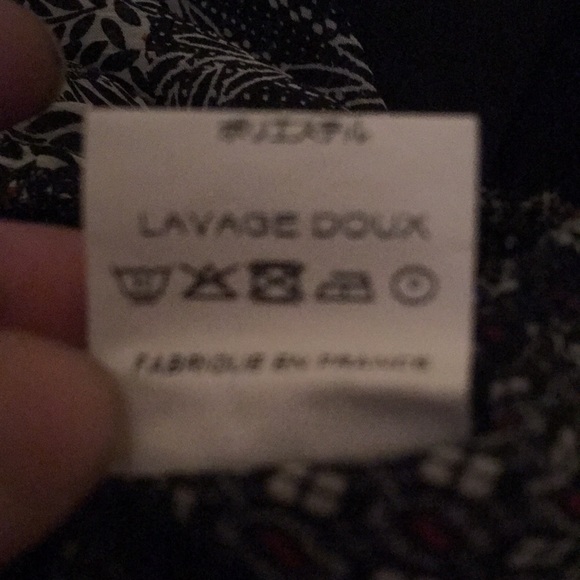 ポリエステル
LAVAGE DOUX
FABRIQUE EN FRANCE